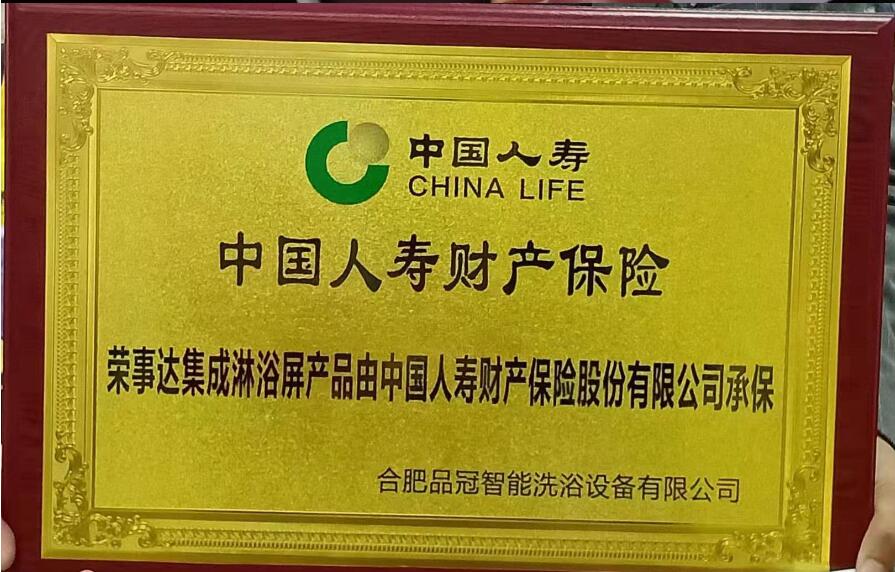 中国人寿
CHINA LIFE
中国人寿财产保险
荣事达集成淋浴屏产品由中国人寿财产保险股份有限公司承保
合肥品冠智能洗浴设备有限公司